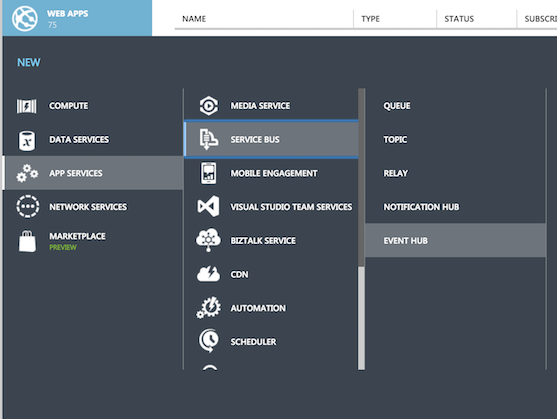 WEB APPS
75
NAME
TYPE
STATUS
NEW
COMPUTE
DATA SERVICES
APP SERVICES
NETWORK SERVICES
MARKETPLACE
PREVIEW
MEDIA SERVICE
SERVICE BUS
MOBILE ENGAGEMENT
VISUAL STUDIO TEAM SERVICES
BIZTALK SERVICE
CDN
AUTOMATION
SCHEDULER
QUEUE
TOPIC
RELAY
NOTIFICATION HUB
EVENT HUB